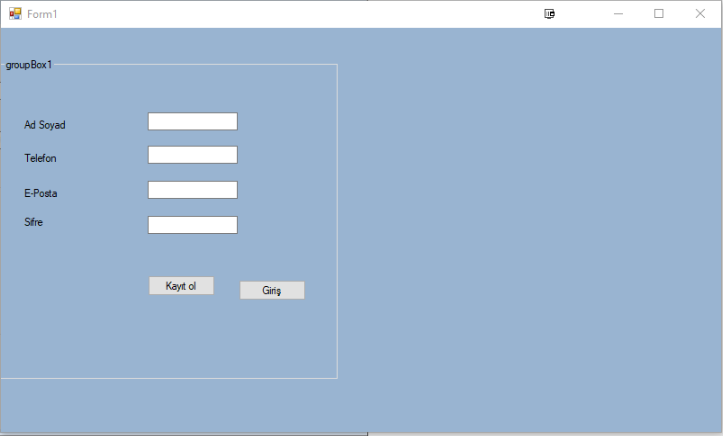 Form1
groupBox1
Ad Soyad
Telefon
E-Posta
Sifre
Kayıt ol
Giriş